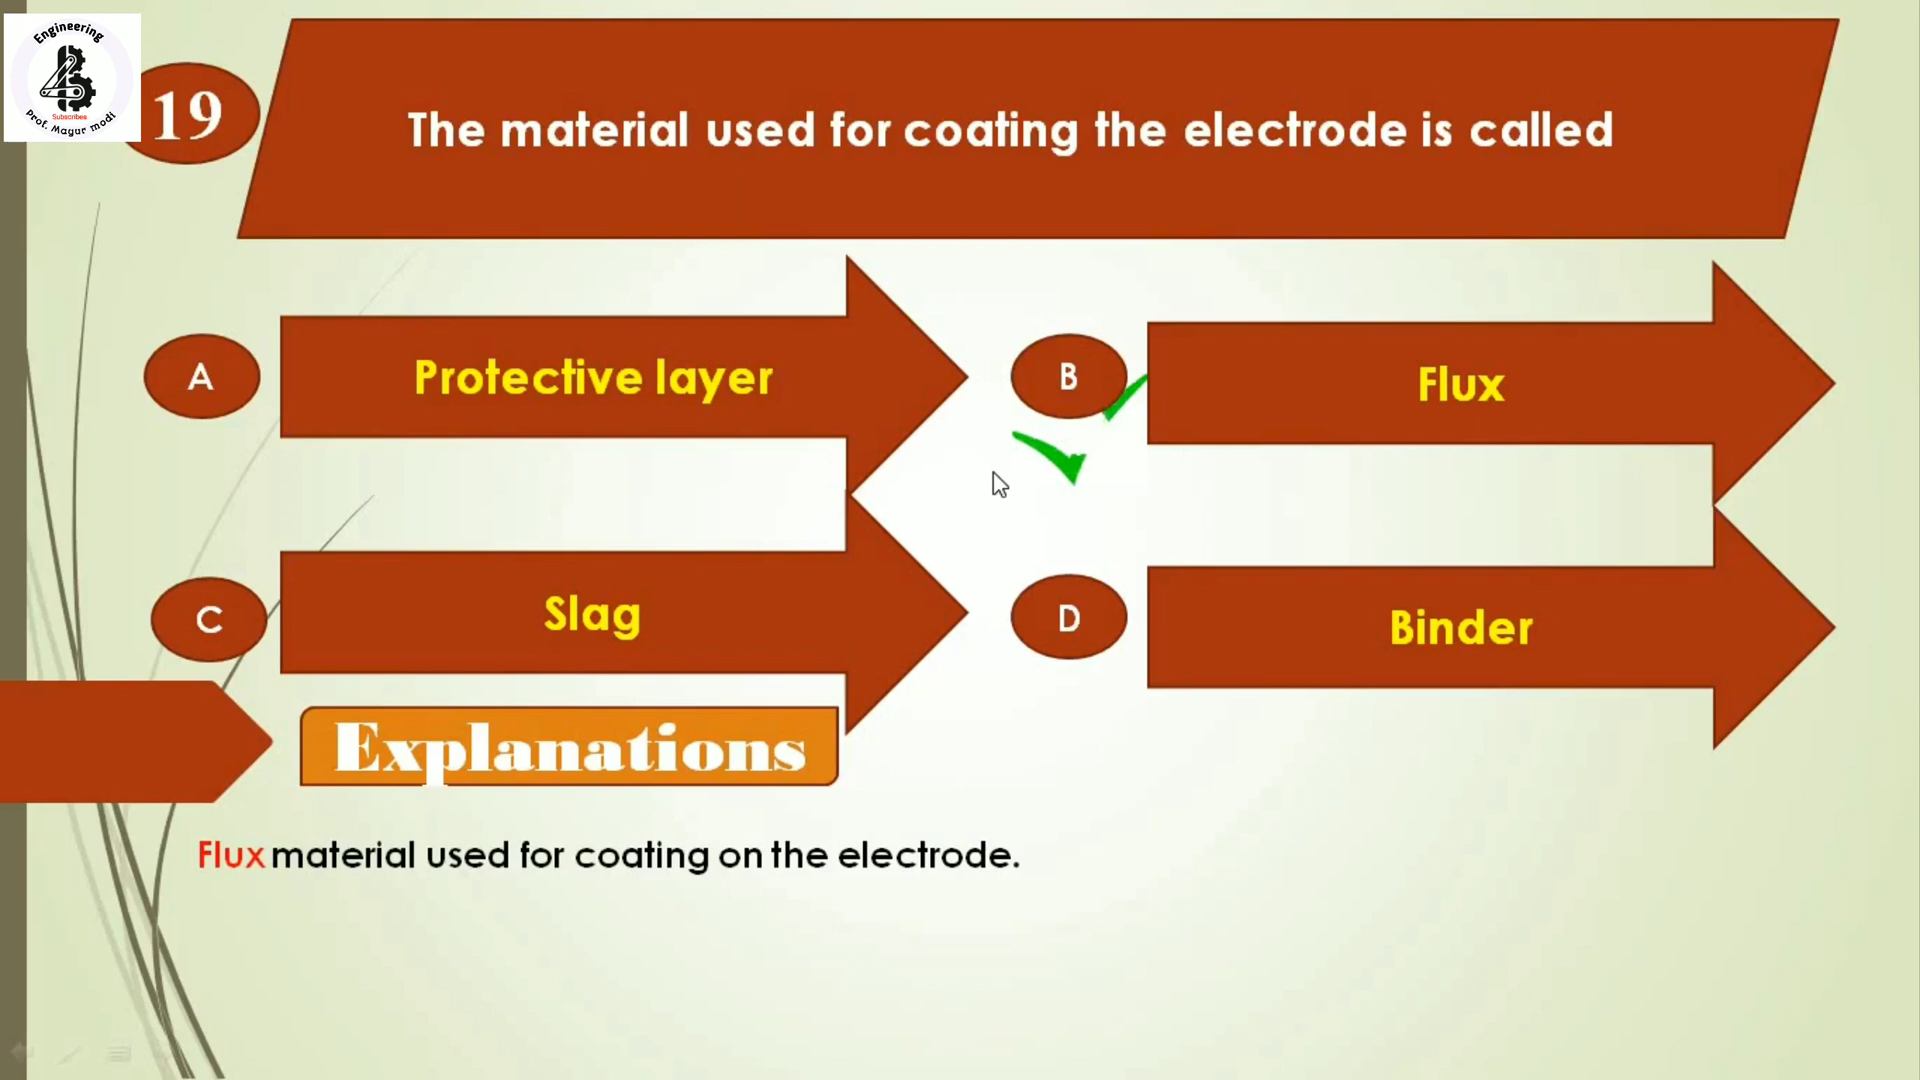 Engineering
Subscribes
Prof. Mayur modi
19
The material used for coating the electrode is called
A
Protective layer
B
Flux
C
Slag
D
Binder
Explanations
Flux material used for coating on the electrode.